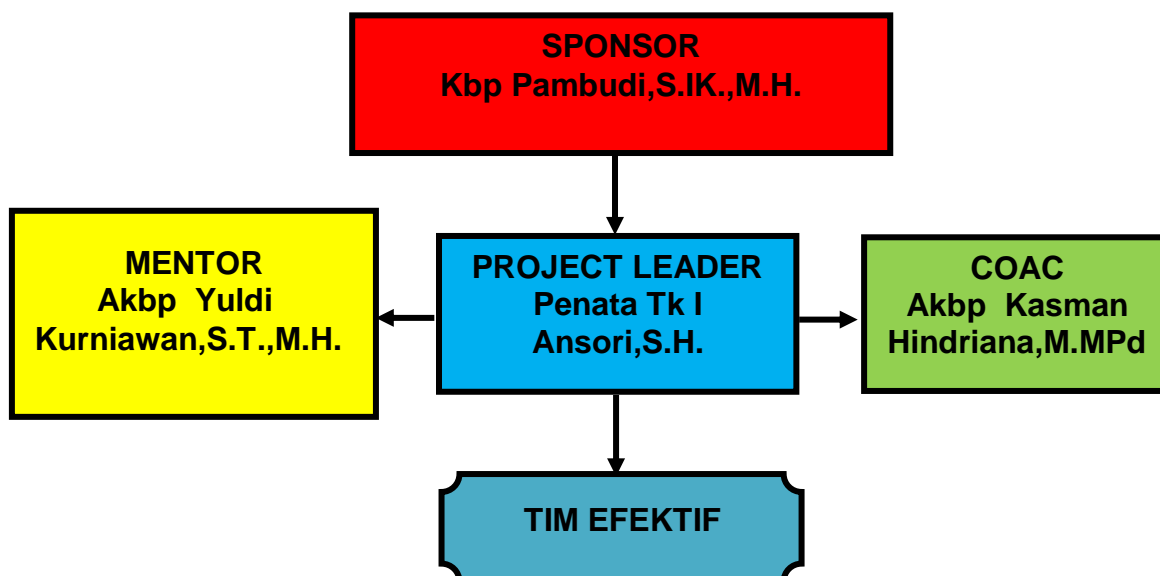 SPONSOR
Kbp Pambudi,S.IK.,M.H.
MENTOR
Akbp Yuldi
Kurniawan,S.T.,M.H.
PROJECT LEADER
Penata Tk I
Ansori,S.H.
COAC
Akbp Kasman
Hindriana,M.MPd
TIM EFEKTIF